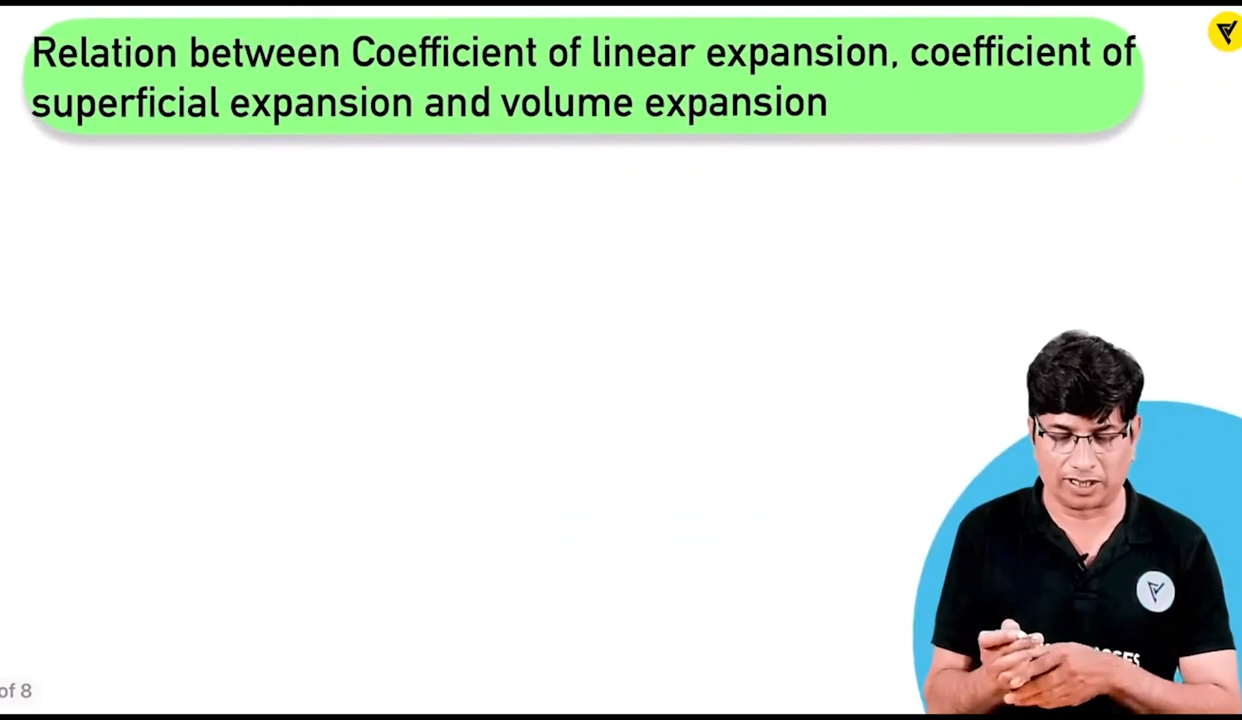 Relation between Coefficient of linear expansion, coefficient of
superficial expansion and volume expansion
of 8